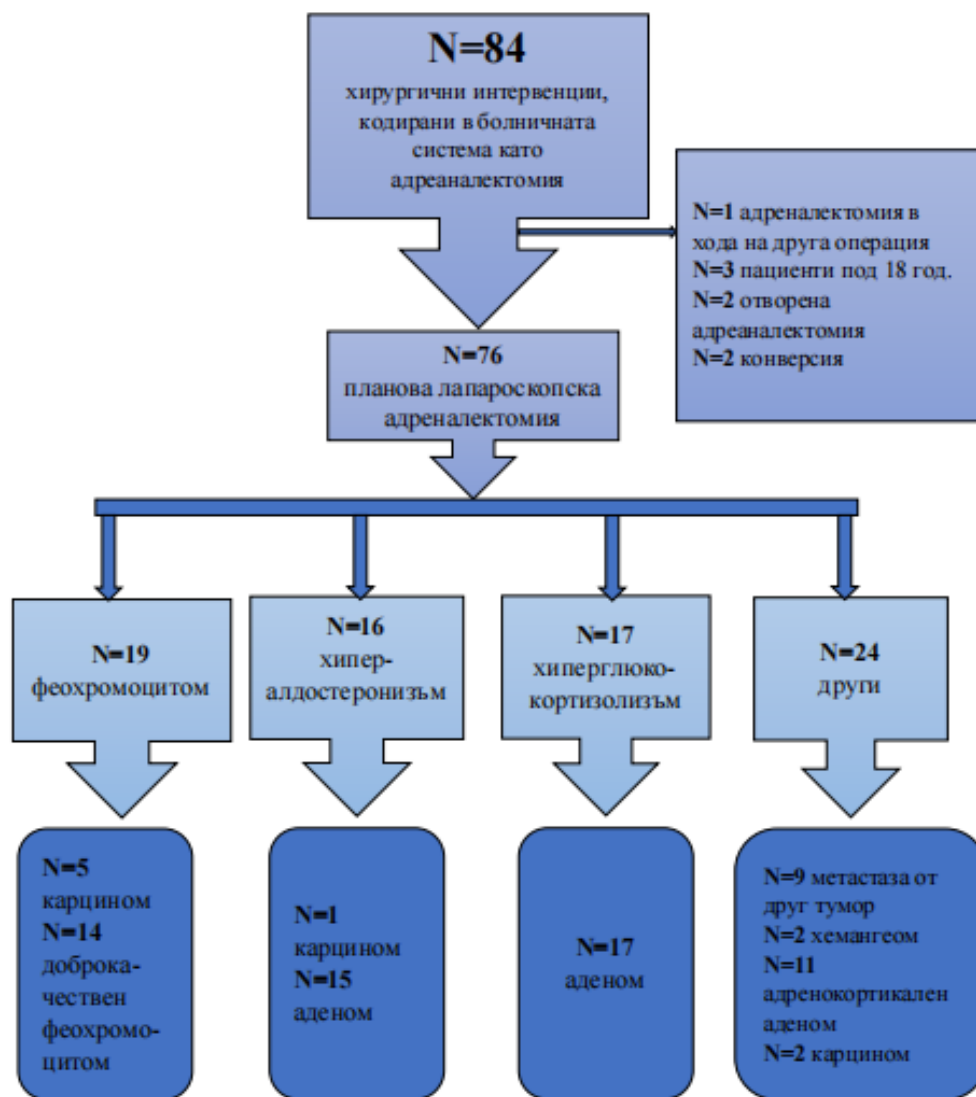 N=84
хирургични интервенции,
кодирани в болничната
система като
адреаналектомия
N=1 адреналектомия в
хода на друга операция
N=3 пациенти под 18 год.
N=2 отворена
адреаналектомия
N=2 конверсия
N=76
планова лапароскопска
адреналектомия
N=19
феохромоцитом
N=16
хипер-
алдостеронизъм
N=17
хиперглюко-
кортизолизъм
N=24
други
N=5
карцином
N=14
доброка-
чествен
феохромо-
цитом
N=1
карцином
N=15
аденом
N=17
аденом
N=9 метастаза от
друг тумор
N=2 хемангеом
N=11
адренокортикален
аденом
N=2 карцином